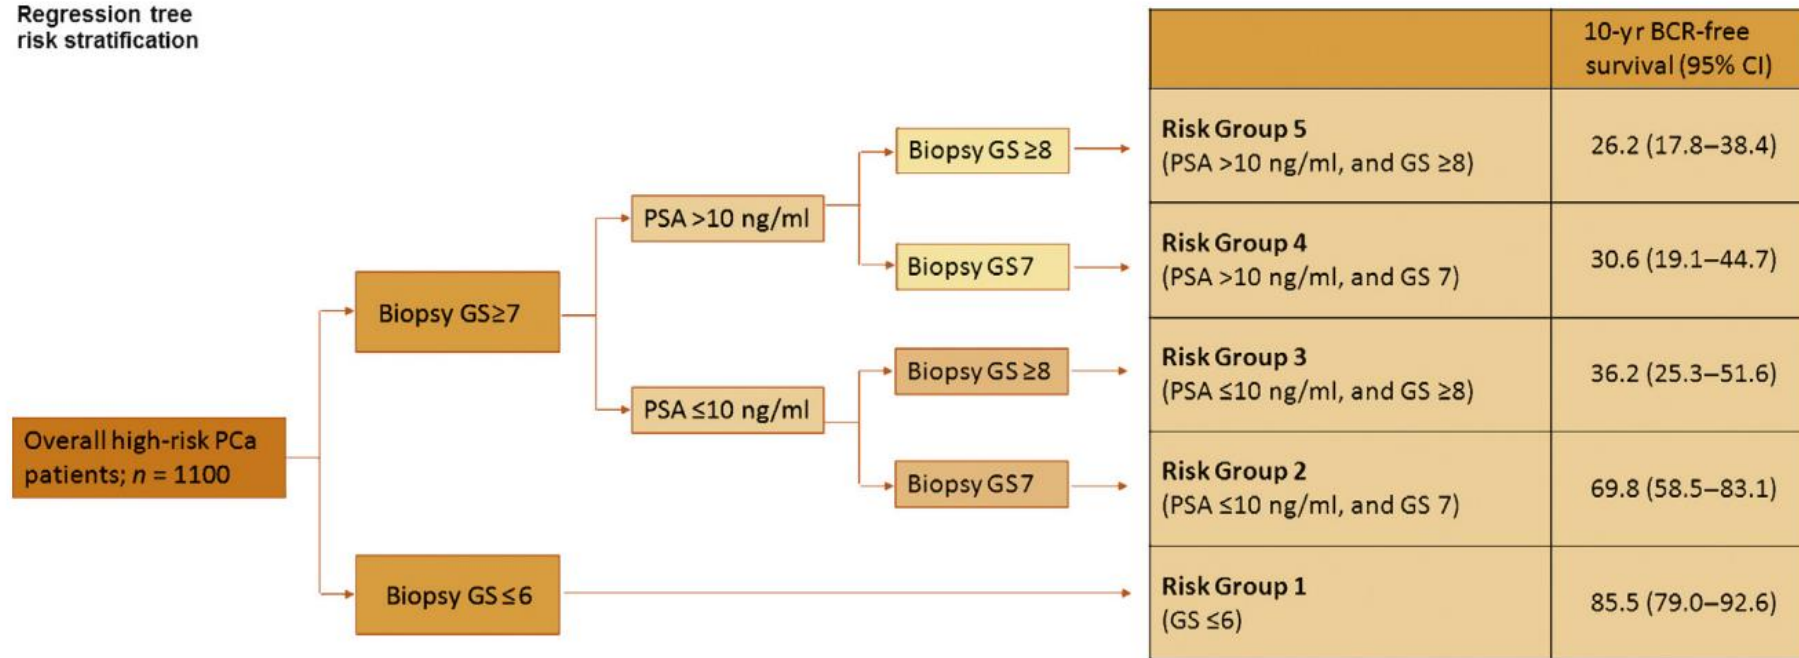 Regression tree
risk stratification
Overall high-risk PCa
patients; n = 1100
Biopsy GS≥7
Biopsy GS≤6
PSA >10 ng/ml
PSA ≤10 ng/ml
Biopsy GS ≥8
Biopsy GS7
Biopsy GS ≥8
Biopsy GS7
10-yr BCR-free
survival (95% CI)
Risk Group 5
(PSA >10 ng/ml, and GS ≥8)
26.2 (17.8–38.4)
Risk Group 4
(PSA >10 ng/ml, and GS 7)
30.6 (19.1–44.7)
Risk Group 3
(PSA ≤10 ng/ml, and GS ≥8)
36.2 (25.3–51.6)
Risk Group 2
(PSA ≤10 ng/ml, and GS 7)
69.8 (58.5–83.1)
Risk Group 1
(GS ≤6)
85.5 (79.0–92.6)